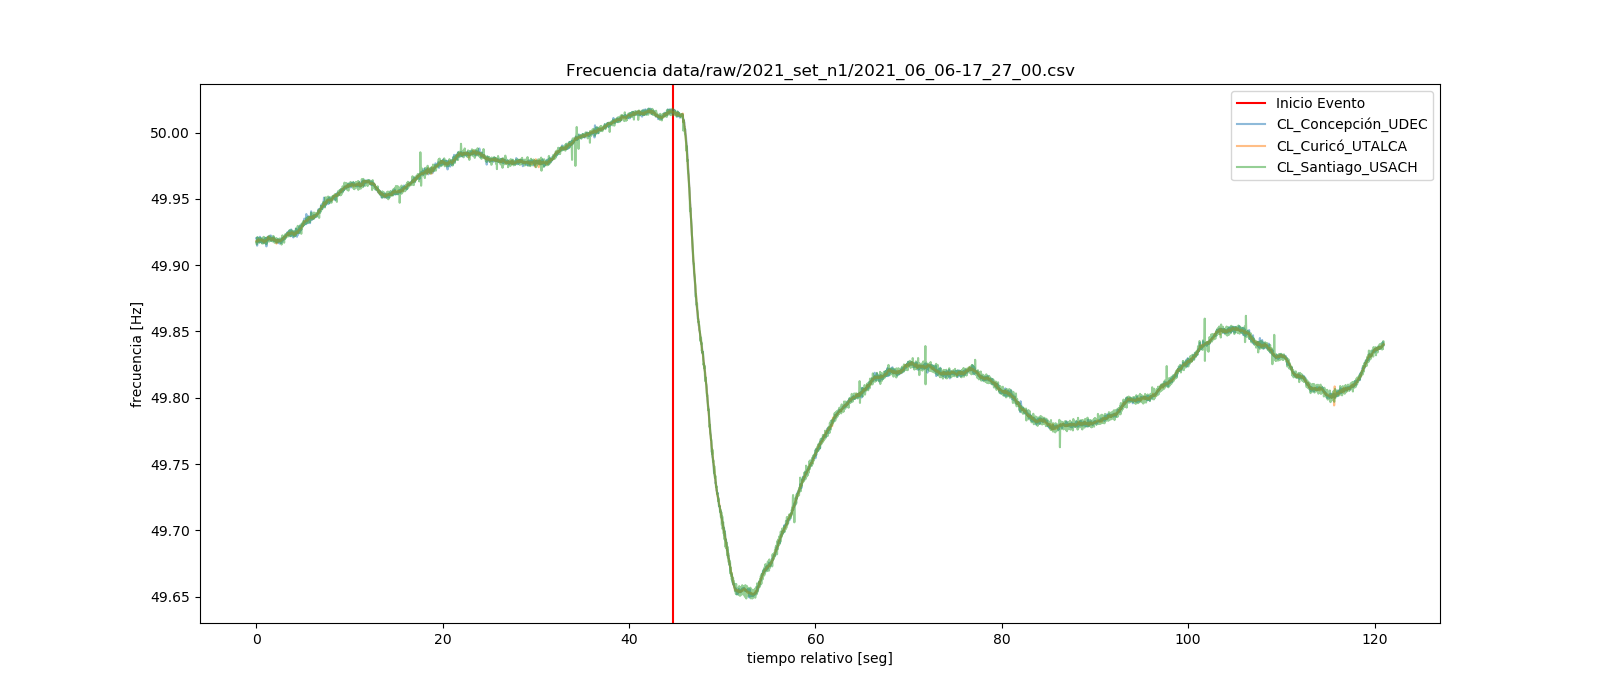 Frecuencia data/raw/2021_set_n1/2021_06_06-17_27_00.csv
Inicio Evento
CL_Concepción_UDEC
CL_Curicó_UTALCA
CL_Santiago_USACH
frecuencia [Hz]
50.00
49.95
49.90
49.85
49.80
49.75
49.70
49.65
0 20 40 60 80 100 120
tiempo relativo [seg]